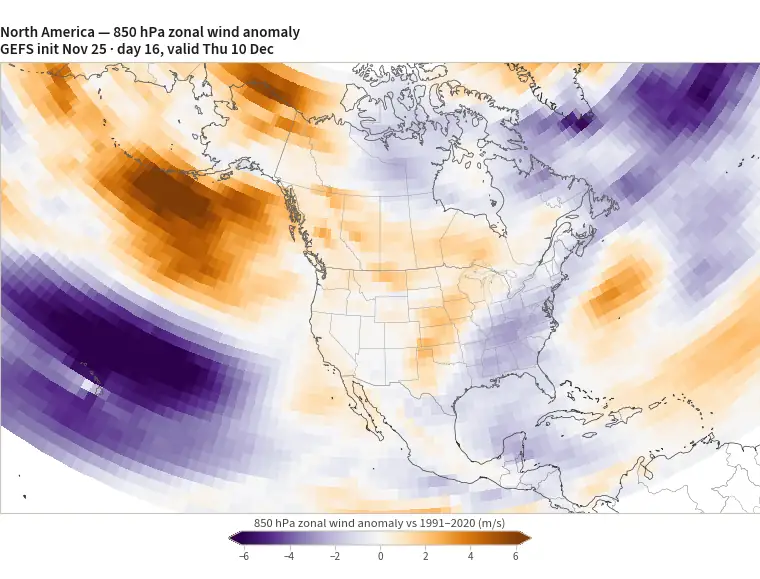 North America — 850 hPa zonal wind anomaly
GEFS init Nov 25 · day 16, valid Thu 10 Dec
850 hPa zonal wind anomaly vs 1991–2020 (m/s)
−6 −4 −2 0 2 4 6